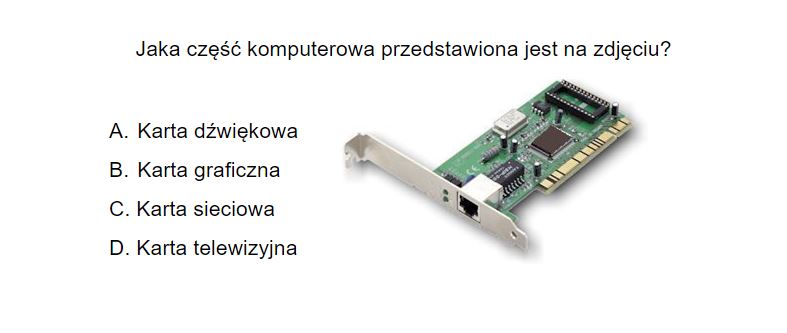 Jaka część komputerowa przedstawiona jest na zdjęciu?
A. Karta dźwiękowa
B. Karta graficzna
C. Karta sieciowa
D. Karta telewizyjna